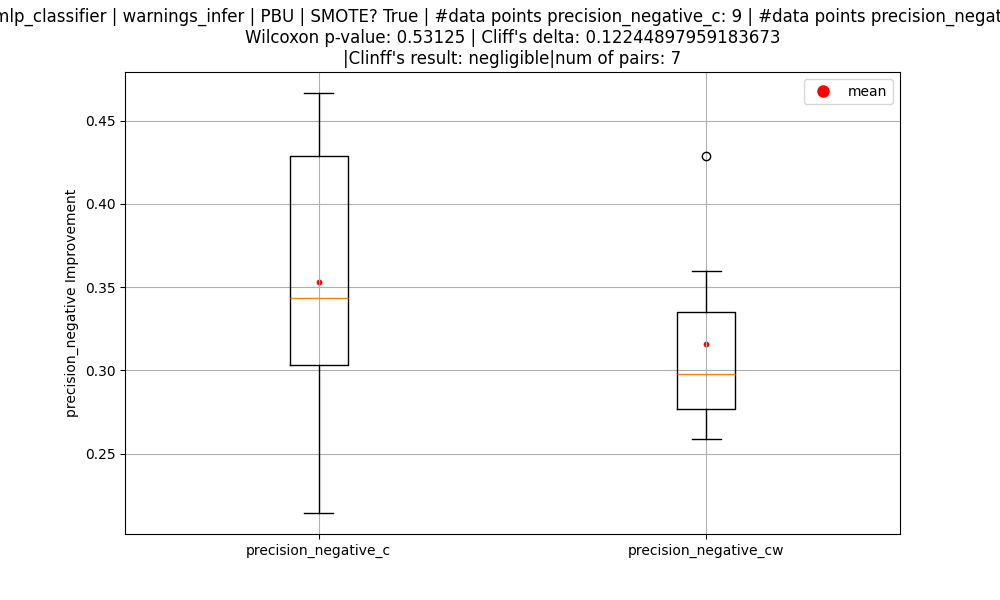 mlp_classifier | warnings_infer | PBU | SMOTE? True | #data points precision_negative_c: 9 | #data points
Wilcoxon p-value: 0.53125 | Cliff's delta: 0.12244897959183673
|Clinff's result: negligible|num of pairs: 7
mean
0.45
0.40
0.35
0.30
0.25
precision_negative Improvement
precision_negative_c
precision_negative_cw